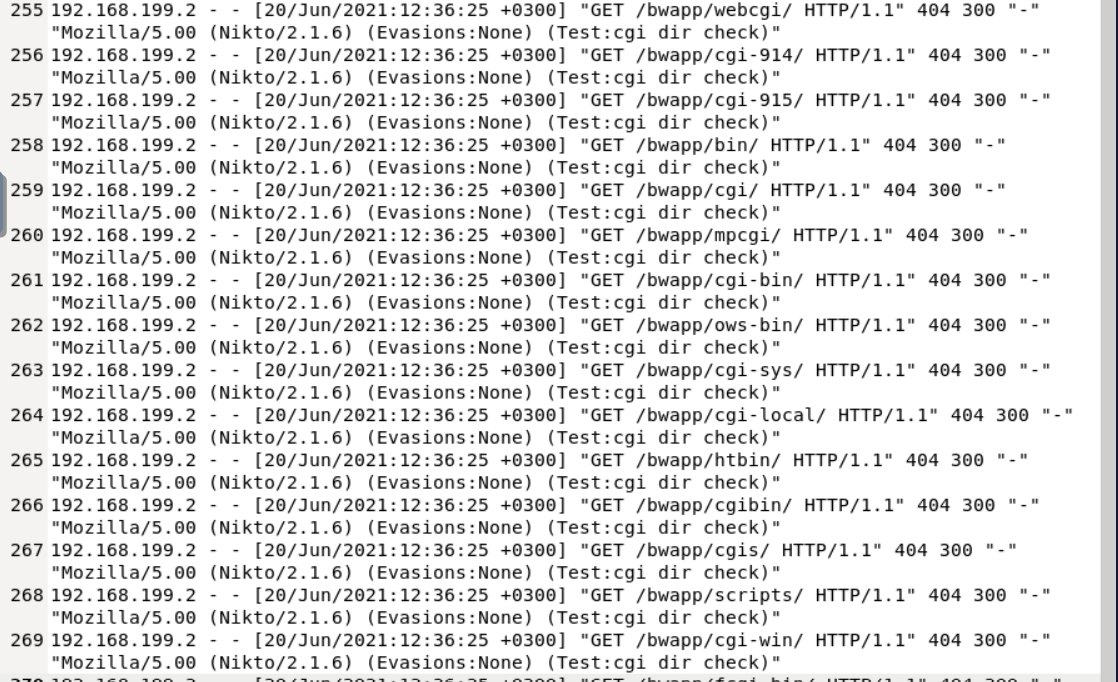 255 192.168.199.2 - - [20/Jun/2021:12:36:25 +0300] "GET /bwapp/webcgi/ HTTP/1.1" 404 300 "-"
"Mozilla/5.00 (Nikto/2.1.6) (Evasions:None) (Test:cgi dir check)"
256 192.168.199.2 - - [20/Jun/2021:12:36:25 +0300] "GET /bwapp/cgi-914/ HTTP/1.1" 404 300 "-"
"Mozilla/5.00 (Nikto/2.1.6) (Evasions:None) (Test:cgi dir check)"
257 192.168.199.2 - - [20/Jun/2021:12:36:25 +0300] "GET /bwapp/cgi-915/ HTTP/1.1" 404 300 "-"
"Mozilla/5.00 (Nikto/2.1.6) (Evasions:None) (Test:cgi dir check)"
258 192.168.199.2 - - [20/Jun/2021:12:36:25 +0300] "GET /bwapp/bin/ HTTP/1.1" 404 300 "-"
"Mozilla/5.00 (Nikto/2.1.6) (Evasions:None) (Test:cgi dir check)"
259 192.168.199.2 - - [20/Jun/2021:12:36:25 +0300] "GET /bwapp/cgi/ HTTP/1.1" 404 300 "-"
"Mozilla/5.00 (Nikto/2.1.6) (Evasions:None) (Test:cgi dir check)"
260 192.168.199.2 - - [20/Jun/2021:12:36:25 +0300] "GET /bwapp/mpcgi/ HTTP/1.1" 404 300 "-"
"Mozilla/5.00 (Nikto/2.1.6) (Evasions:None) (Test:cgi dir check)"
261 192.168.199.2 - - [20/Jun/2021:12:36:25 +0300] "GET /bwapp/cgi-bin/ HTTP/1.1" 404 300 "-"
"Mozilla/5.00 (Nikto/2.1.6) (Evasions:None) (Test:cgi dir check)"
262 192.168.199.2 - - [20/Jun/2021:12:36:25 +0300] "GET /bwapp/ows-bin/ HTTP/1.1" 404 300 "-"
"Mozilla/5.00 (Nikto/2.1.6) (Evasions:None) (Test:cgi dir check)"
263 192.168.199.2 - - [20/Jun/2021:12:36:25 +0300] "GET /bwapp/cgi-sys/ HTTP/1.1" 404 300 "-"
"Mozilla/5.00 (Nikto/2.1.6) (Evasions:None) (Test:cgi dir check)"
264 192.168.199.2 - - [20/Jun/2021:12:36:25 +0300] "GET /bwapp/cgi-local/ HTTP/1.1" 404 300 "-"
"Mozilla/5.00 (Nikto/2.1.6) (Evasions:None) (Test:cgi dir check)"
265 192.168.199.2 - - [20/Jun/2021:12:36:25 +0300] "GET /bwapp/htbin/ HTTP/1.1" 404 300 "-"
"Mozilla/5.00 (Nikto/2.1.6) (Evasions:None) (Test:cgi dir check)"
266 192.168.199.2 - - [20/Jun/2021:12:36:25 +0300] "GET /bwapp/cgibin/ HTTP/1.1" 404 300 "-"
"Mozilla/5.00 (Nikto/2.1.6) (Evasions:None) (Test:cgi dir check)"
267 192.168.199.2 - - [20/Jun/2021:12:36:25 +0300] "GET /bwapp/cgis/ HTTP/1.1" 404 300 "-"
"Mozilla/5.00 (Nikto/2.1.6) (Evasions:None) (Test:cgi dir check)"
268 192.168.199.2 - - [20/Jun/2021:12:36:25 +0300] "GET /bwapp/scripts/ HTTP/1.1" 404 300 "-"
"Mozilla/5.00 (Nikto/2.1.6) (Evasions:None) (Test:cgi dir check)"
269 192.168.199.2 - - [20/Jun/2021:12:36:25 +0300] "GET /bwapp/cgi-win/ HTTP/1.1" 404 300 "-"
"Mozilla/5.00 (Nikto/2.1.6) (Evasions:None) (Test:cgi dir check)"